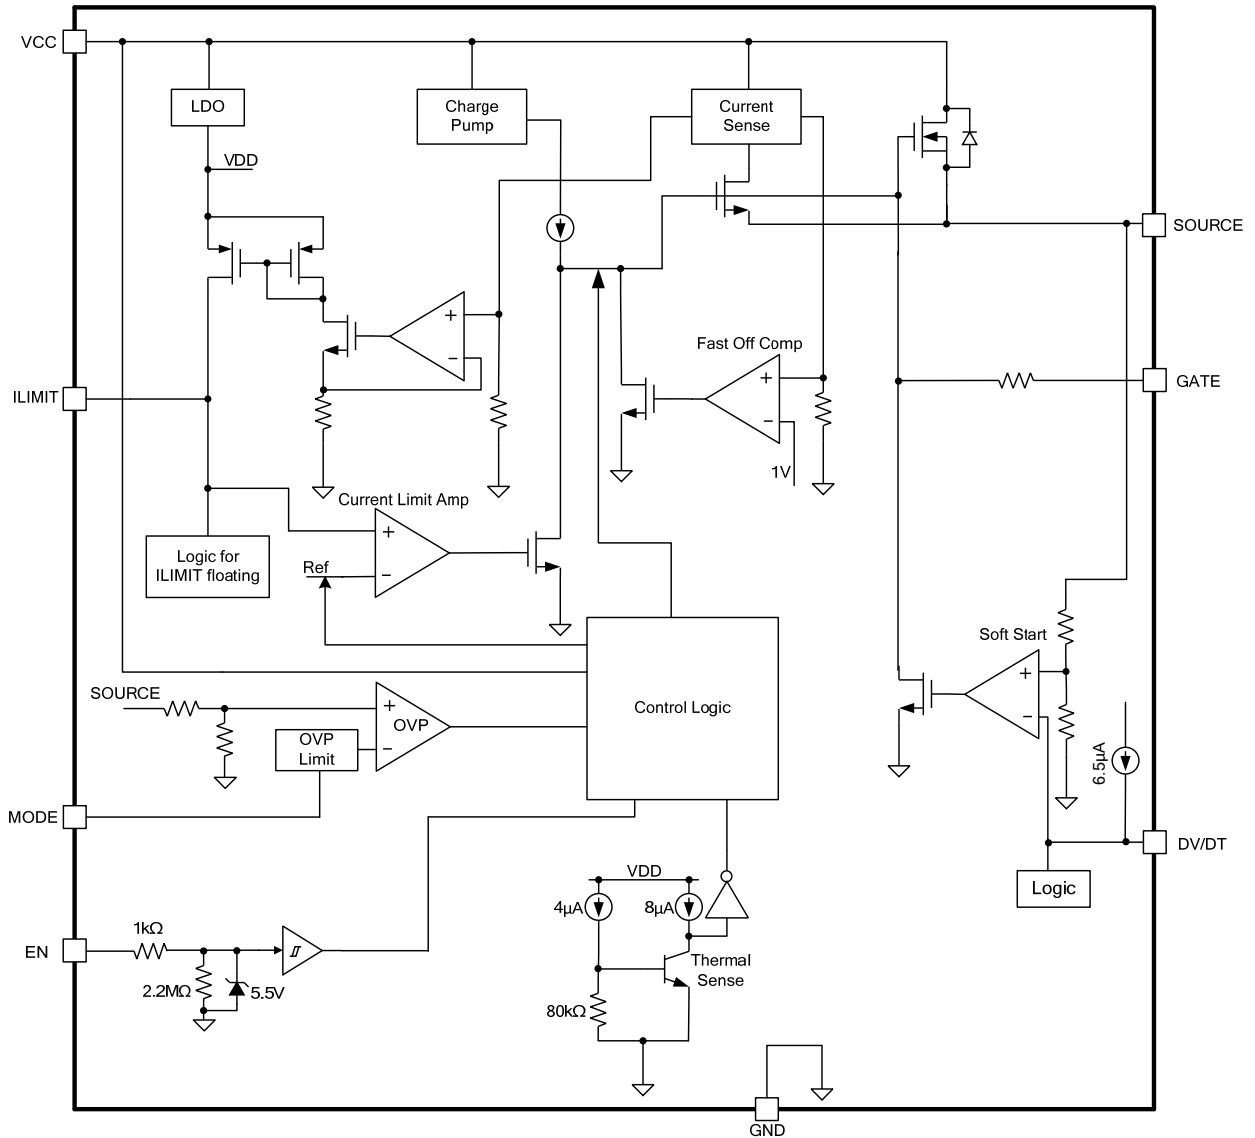 VCC
LDO
Charge
Pump
Current
Sense
VDD
SOURCE
+
−
Fast Off Comp
+
−
1V
GATE
ILIMIT
Current Limit Amp
+
−
Logic for
ILIMIT floating
Ref
Soft Start
+
−
SOURCE
+
OVP
−
OVP
Limit
Control Logic
6.5µA
MODE
DV/DT
VDD
4µA
8µA
Logic
EN
1kΩ
Thermal
Sense
2.2MΩ
5.5V
80kΩ
GND